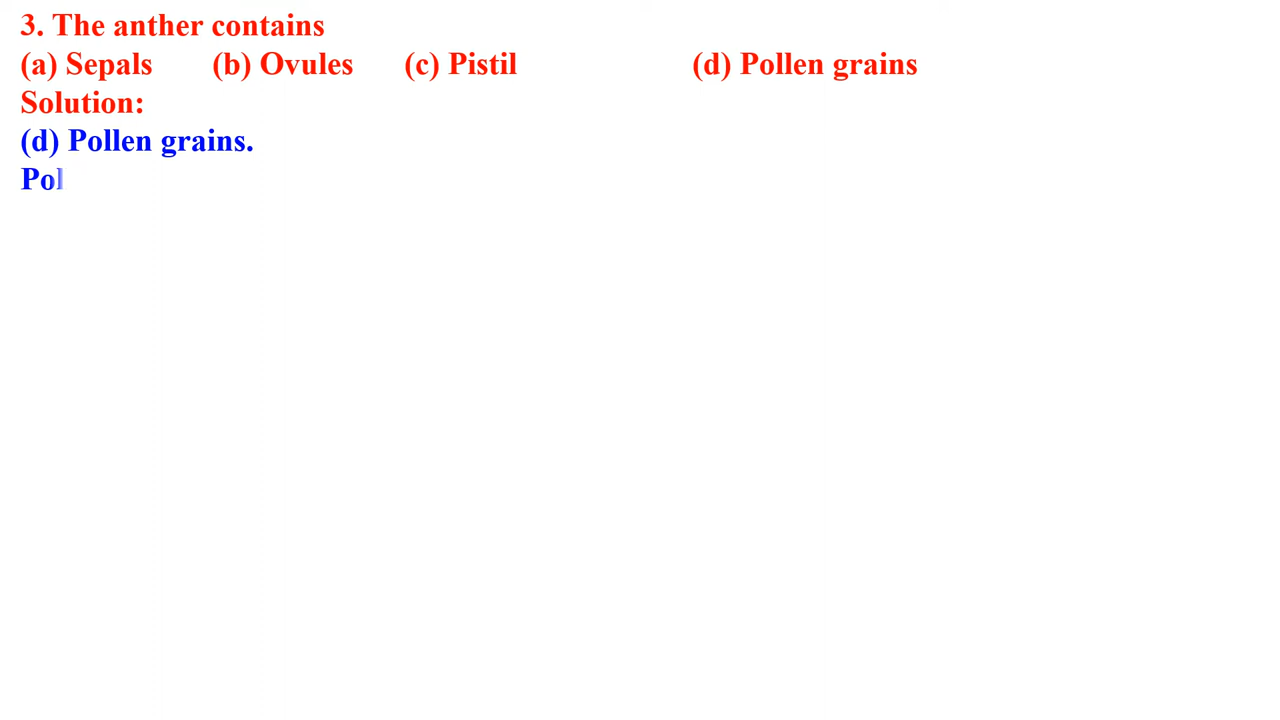 3. The anther contains
(a) Sepals (b) Ovules (c) Pistil (d) Pollen grains
Solution:
(d) Pollen grains.
Pol